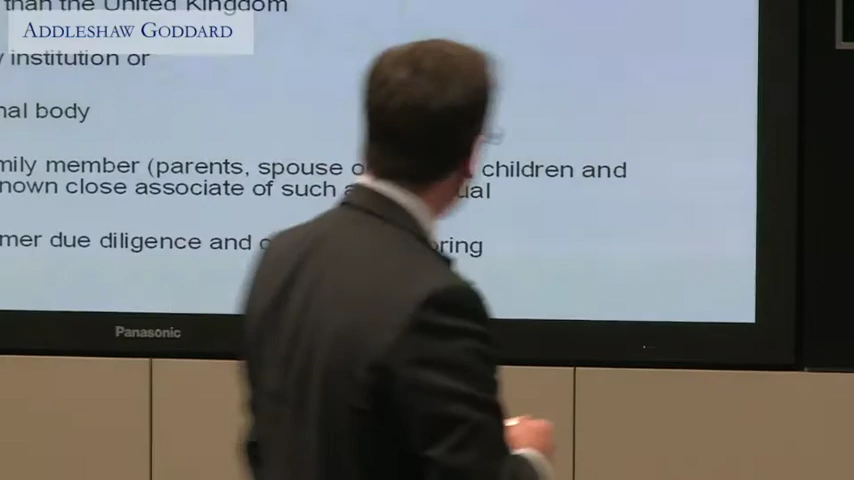 than the United Kingdom
ADDLESHAW GODDARD
institution or
nal body
mily member (parents, spouse o children and
nown close associate of such a ual
mer due diligence and o oring
Panasonic